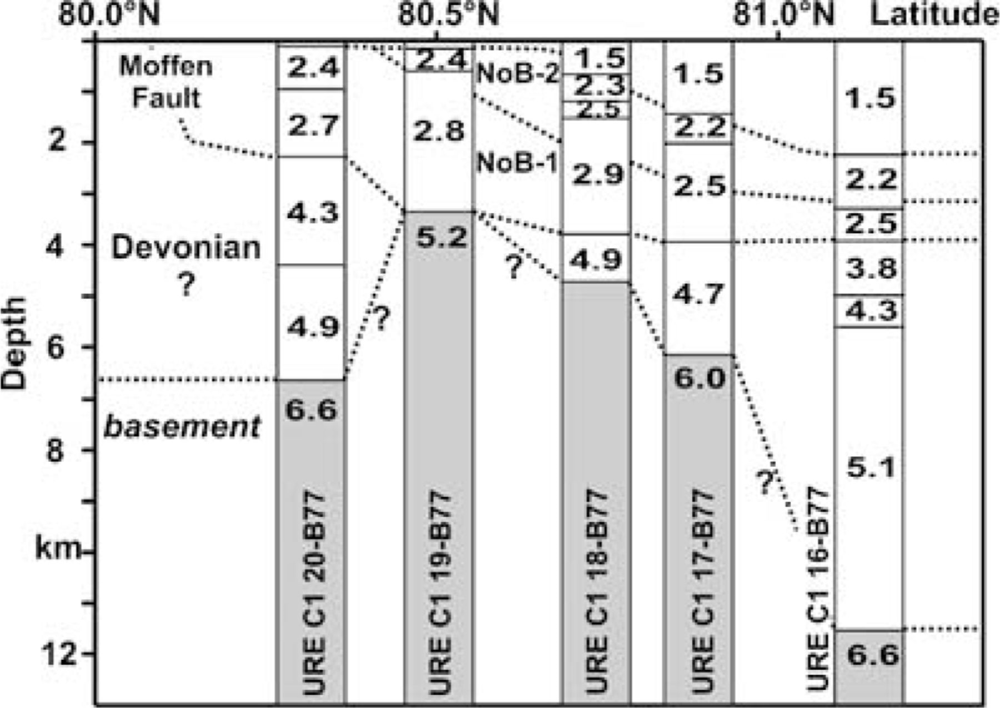 80.0°N 80.5°N 81.0°N Latitude
Moffen
Fault
Devonian
?
basement
Depth
2
4
6
8
km
12
2.4
2.7
4.3
4.9
6.6
URE C1 20-B77
?
2.4
2.8
5.2
URE C1 19-B77
NoB-2
NoB-1
?
1.5
2.3
2.5
2.9
4.9
URE C1 18-B77
1.5
2.2
2.5
4.7
6.0
URE C1 17-B77
?
URE C1 16-B77
1.5
2.2
2.5
3.8
4.3
5.1
6.6